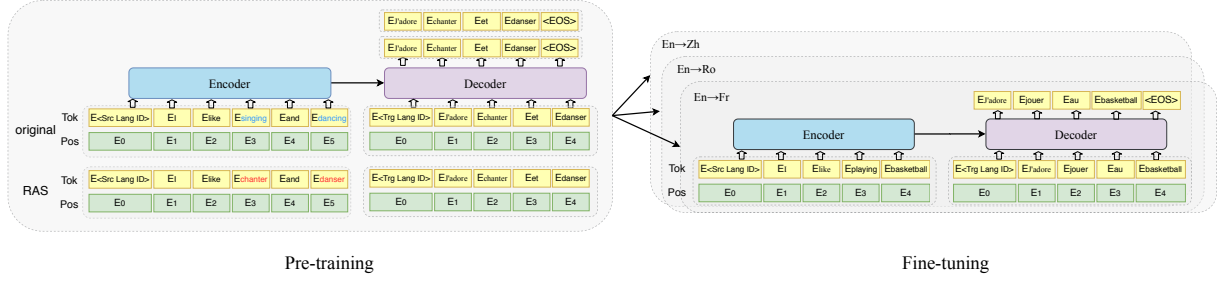 EJ'adore Echanter Eet Edanser <EOS>
EJ'adore Echanter Eet Edanser <EOS>
Encoder Decoder
original
Tok E<Src Lang ID> EI Elike Esinging Eand Edancing E<Trg Lang ID> EJ'adore Echanter Eet Edanser
Pos E0 E1 E2 E3 E4 E5 E0 E1 E2 E3 E4
RAS
Tok E<Src Lang ID> EI Elike Echanter Eand Edanser E<Trg Lang ID> EJ'adore Echanter Eet Edanser
Pos E0 E1 E2 E3 E4 E5 E0 E1 E2 E3 E4
Pre-training
En→Zh
En→Ro
En→Fr
EJ'adore Ejouer Eau Ebasketball <EOS>
Encoder Decoder
Tok E<Src Lang ID> EI Elike Eplaying Ebasketball E<Trg Lang ID> EJ'adore Ejouer Eau Ebasketball
Pos E0 E1 E2 E3 E4 E0 E1 E2 E3 E4
Fine-tuning